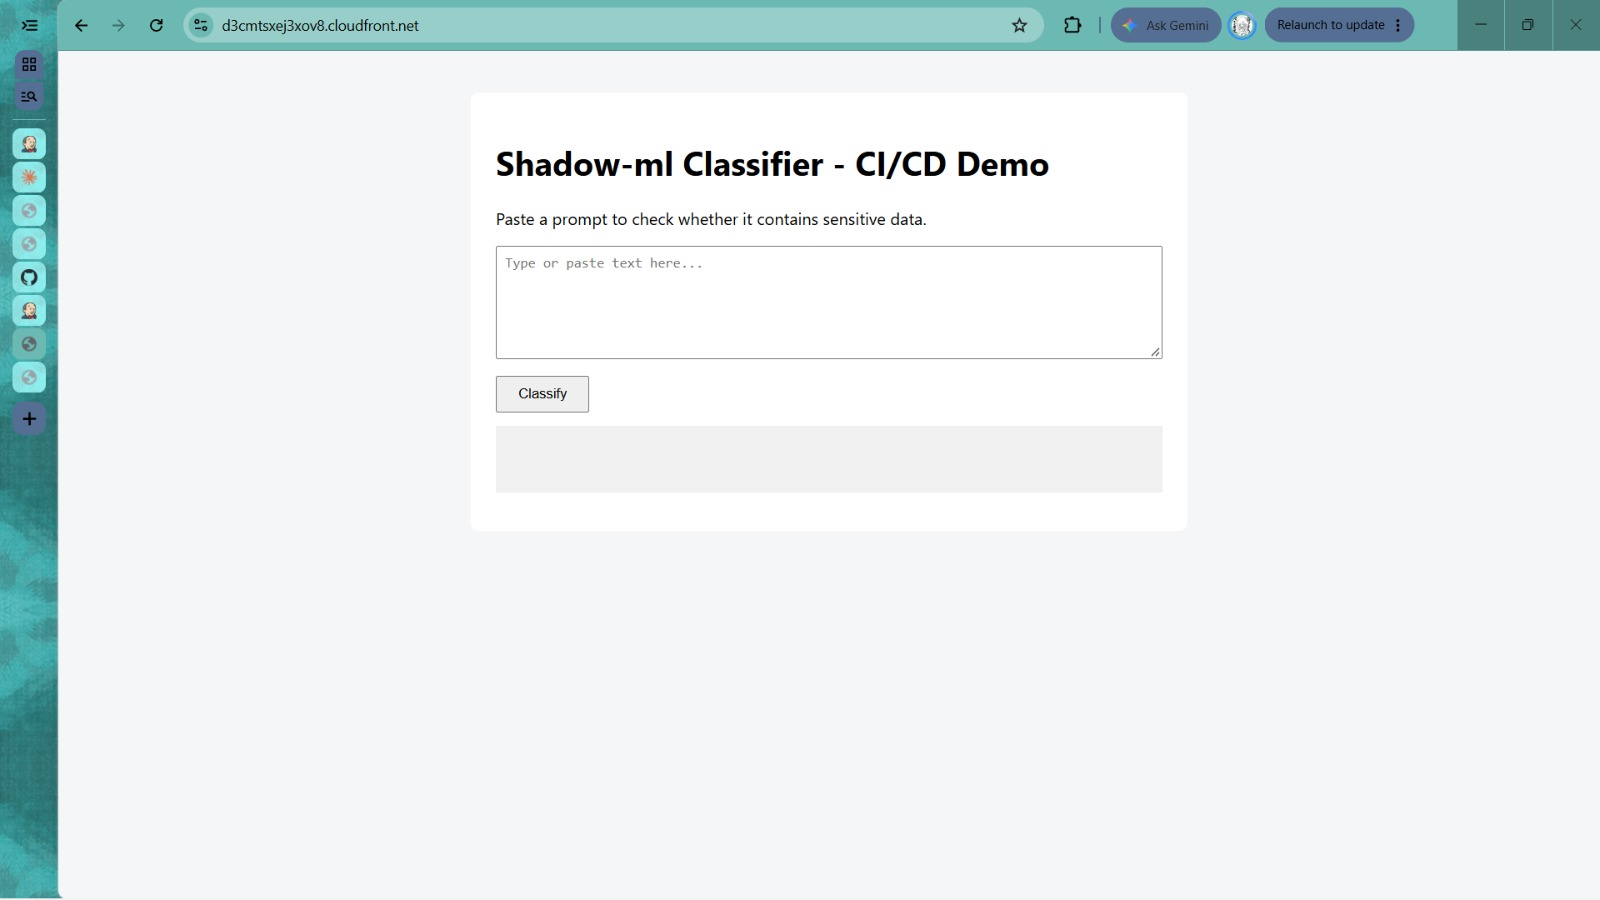 d3cmtsxej3xov8.cloudfront.net
Ask Gemini
Relaunch to update
Shadow-ml Classifier - CI/CD Demo
Paste a prompt to check whether it contains sensitive data.
Type or paste text here...
Classify